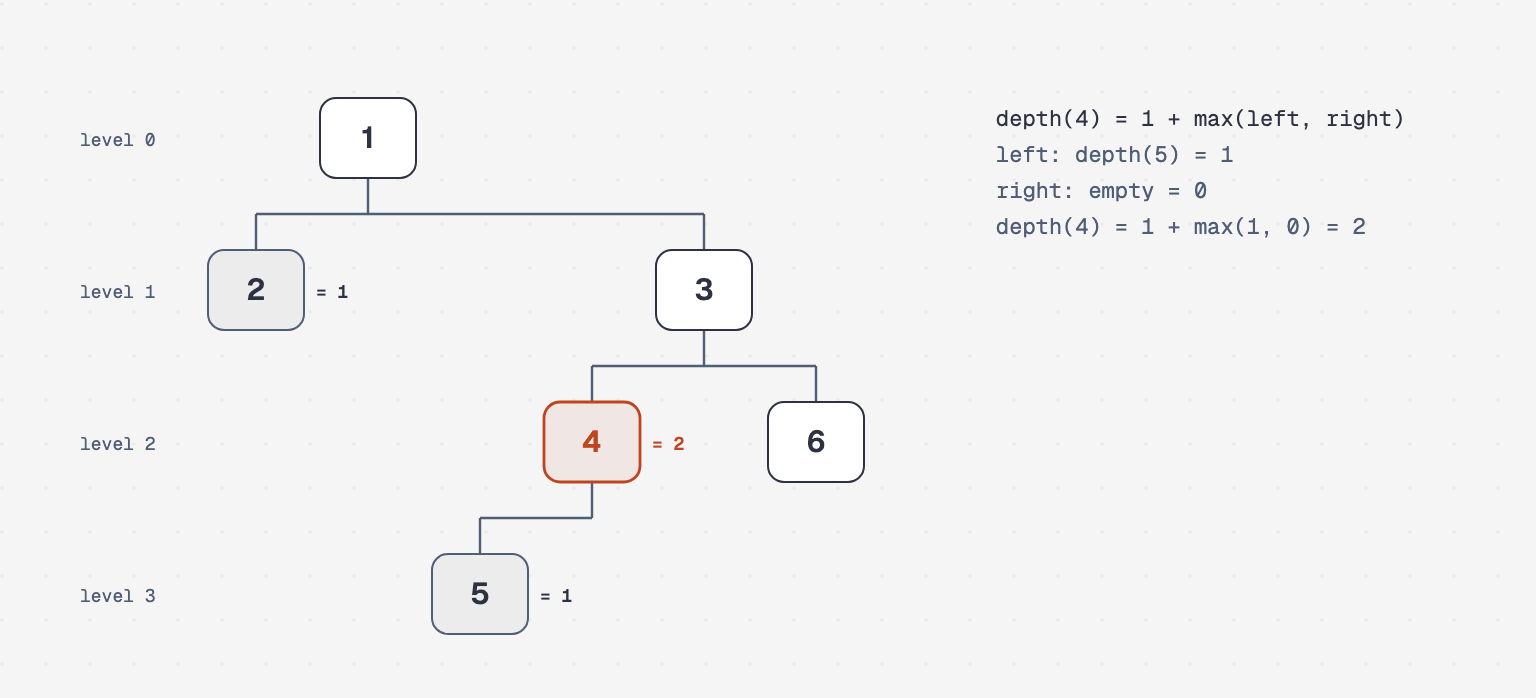 1
level 0
depth(4) = 1 + max(left, right)
left: depth(5) = 1
right: empty = 0
depth(4) = 1 + max(1, 0) = 2
level 1
2 = 1
3
level 2
4 = 2
6
level 3
5 = 1